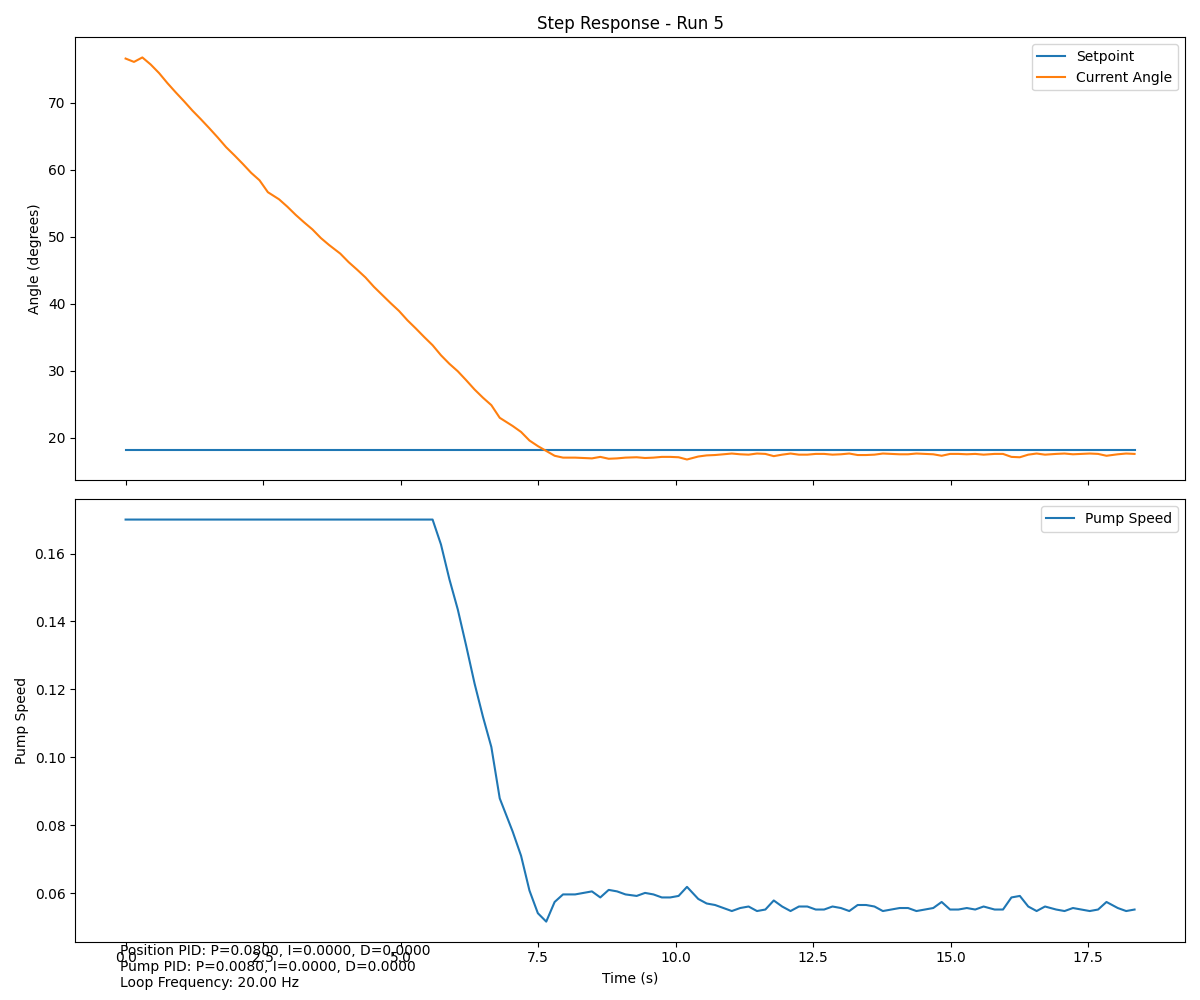 Step Response - Run 5
Setpoint
Current Angle
70
60
50
40
30
20
Angle (degrees)
Pump Speed
0.16
0.14
0.12
0.10
0.08
0.06
Pump Speed
0.0 2.5 5.0 7.5 10.0 12.5 15.0 17.5
Time (s)
Position PID: P=0.0800, I=0.0000, D=0.0000
Pump PID: P=0.0080, I=0.0000, D=0.0000
Loop Frequency: 20.00 Hz